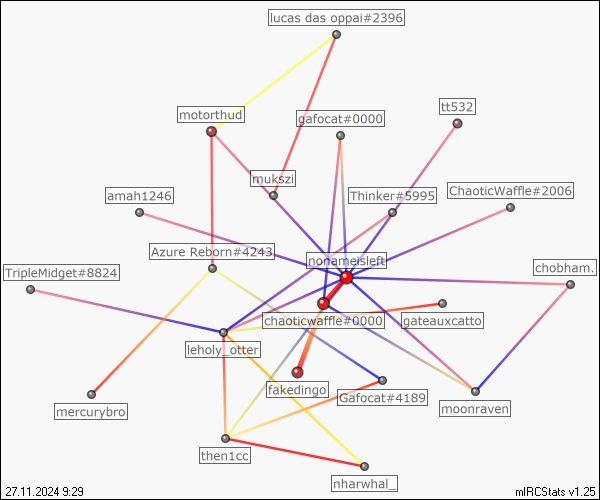 lucas das oppai#2396
motorthud
gafocat#0000
tt532
mukszi
amah1246
Thinker#5995
ChaoticWaffle#2006
Azure Reborn#4243
nonameisleft
TripleMidget#8824
chobham.
chaoticwaffle#0000
gateauxcatto
leholy_otter
fakedingo
Gafocat#4189
mercurybro
moonraven
then1cc
nharwhal_
27.11.2024 9:29
mIRCStats v1.25